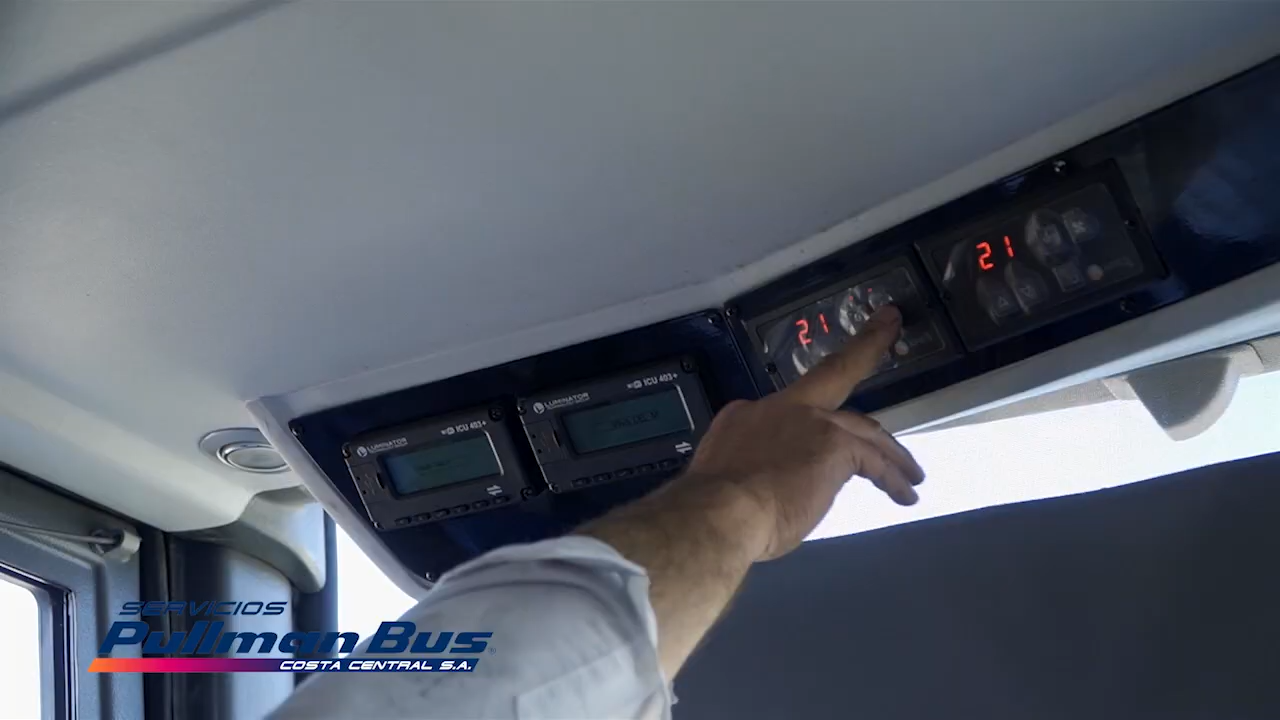 21
21
LUMINATOR
ICU 403+
LUMINATOR
ICU 403+
SERVICIOS
Pullman Bus
COSTA CENTRAL S.A.